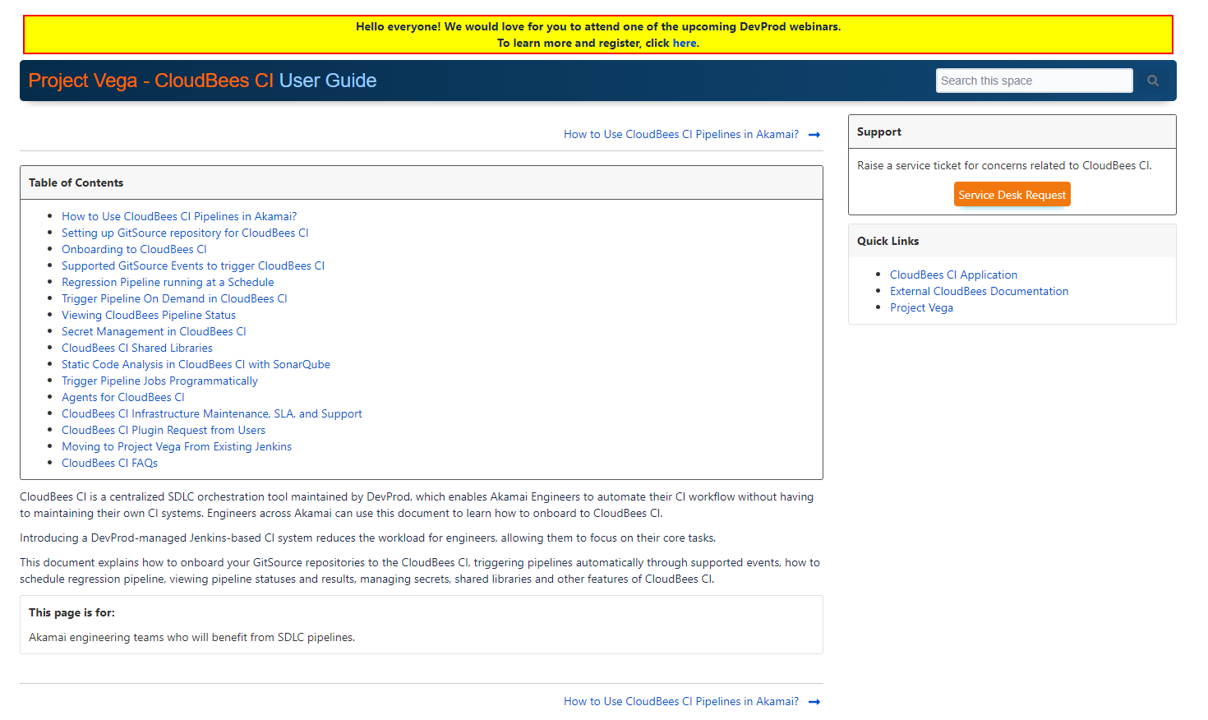 Hello everyone! We would love for you to attend one of the upcoming DevProd webinars.
To learn more and register, click here.
Project Vega - CloudBees CI User Guide
Search this space
How to Use CloudBees CI Pipelines in Akamai?
Table of Contents
How to Use CloudBees CI Pipelines in Akamai?
Setting up GitSource repository for CloudBees CI
Onboarding to CloudBees CI
Supported GitSource Events to trigger CloudBees CI
Regression Pipeline running at a Schedule
Trigger Pipeline On Demand in CloudBees CI
Viewing CloudBees Pipeline Status
Secret Management in CloudBees CI
CloudBees CI Shared Libraries
Static Code Analysis in CloudBees CI with SonarQube
Trigger Pipeline Jobs Programmatically
Agents for CloudBees CI
CloudBees CI Infrastructure Maintenance, SLA, and Support
CloudBees CI Plugin Request from Users
Moving to Project Vega From Existing Jenkins
CloudBees CI FAQs
CloudBees CI is a centralized SDLC orchestration tool maintained by DevProd, which enables Akamai Engineers to automate their CI workflow without having
to maintaining their own CI systems. Engineers across Akamai can use this document to learn how to onboard to CloudBees CI.
Introducing a DevProd-managed Jenkins-based CI system reduces the workload for engineers, allowing them to focus on their core tasks.
This document explains how to onboard your GitSource repositories to the CloudBees CI, triggering pipelines automatically through supported events, how to
schedule regression pipeline, viewing pipeline statuses and results, managing secrets, shared libraries and other features of CloudBees CI.
This page is for:
Akamai engineering teams who will benefit from SDLC pipelines.
How to Use CloudBees CI Pipelines in Akamai?
Support
Raise a service ticket for concerns related to CloudBees CI.
Service Desk Request
Quick Links
CloudBees CI Application
External CloudBees Documentation
Project Vega